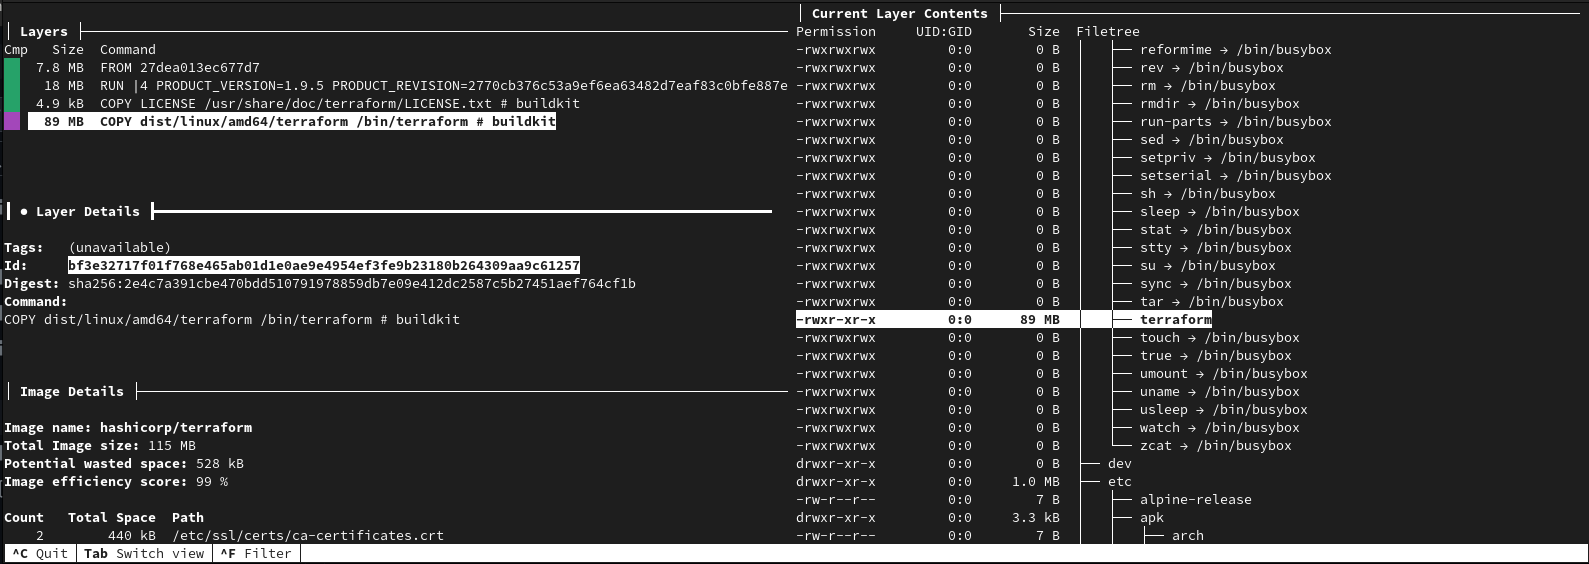 Layers
Cmp Size Command
7.8 MB FROM 27dea013ec677d7
18 MB RUN |4 PRODUCT_VERSION=1.9.5 PRODUCT_REVISION=2770cb376c53a9ef6ea63482d7eaf83c0bfe887e
4.9 kB COPY LICENSE /usr/share/doc/terraform/LICENSE.txt # buildkit
89 MB COPY dist/linux/amd64/terraform /bin/terraform # buildkit
● Layer Details
Tags: (unavailable)
Id: bf3e32717f01f768e465ab01d1e0ae9e4954ef3fe9b23180b264309aa9c61257
Digest: sha256:2e4c7a391cbe470bdd510791978859db7e09e412dc2587c5b27451aef764cf1b
Command:
COPY dist/linux/amd64/terraform /bin/terraform # buildkit
Image Details
Image name: hashicorp/terraform
Total Image size: 115 MB
Potential wasted space: 528 kB
Image efficiency score: 99 %
Count Total Space Path
2 440 kB /etc/ssl/certs/ca-certificates.crt
Current Layer Contents
Permission UID:GID Size Filetree
-rwxrwxrwx 0:0 0 B ├── reformime → /bin/busybox
-rwxrwxrwx 0:0 0 B ├── rev → /bin/busybox
-rwxrwxrwx 0:0 0 B ├── rm → /bin/busybox
-rwxrwxrwx 0:0 0 B ├── rmdir → /bin/busybox
-rwxrwxrwx 0:0 0 B ├── run-parts → /bin/busybox
-rwxrwxrwx 0:0 0 B ├── sed → /bin/busybox
-rwxrwxrwx 0:0 0 B ├── setpriv → /bin/busybox
-rwxrwxrwx 0:0 0 B ├── setserial → /bin/busybox
-rwxrwxrwx 0:0 0 B ├── sh → /bin/busybox
-rwxrwxrwx 0:0 0 B ├── sleep → /bin/busybox
-rwxrwxrwx 0:0 0 B ├── stat → /bin/busybox
-rwxrwxrwx 0:0 0 B ├── stty → /bin/busybox
-rwxrwxrwx 0:0 0 B ├── su → /bin/busybox
-rwxrwxrwx 0:0 0 B ├── sync → /bin/busybox
-rwxrwxrwx 0:0 0 B ├── tar → /bin/busybox
-rwxr-xr-x 0:0 89 MB ├── terraform
-rwxrwxrwx 0:0 0 B ├── touch → /bin/busybox
-rwxrwxrwx 0:0 0 B ├── true → /bin/busybox
-rwxrwxrwx 0:0 0 B ├── umount → /bin/busybox
-rwxrwxrwx 0:0 0 B ├── uname → /bin/busybox
-rwxrwxrwx 0:0 0 B ├── usleep → /bin/busybox
-rwxrwxrwx 0:0 0 B ├── watch → /bin/busybox
-rwxrwxrwx 0:0 0 B └── zcat → /bin/busybox
drwxr-xr-x 0:0 0 B ├── dev
drwxr-xr-x 0:0 1.0 MB ├── etc
-rw-r--r-- 0:0 7 B ├── alpine-release
drwxr-xr-x 0:0 3.3 kB ├── apk
-rw-r--r-- 0:0 7 B ├── arch
^C Quit Tab Switch view ^F Filter